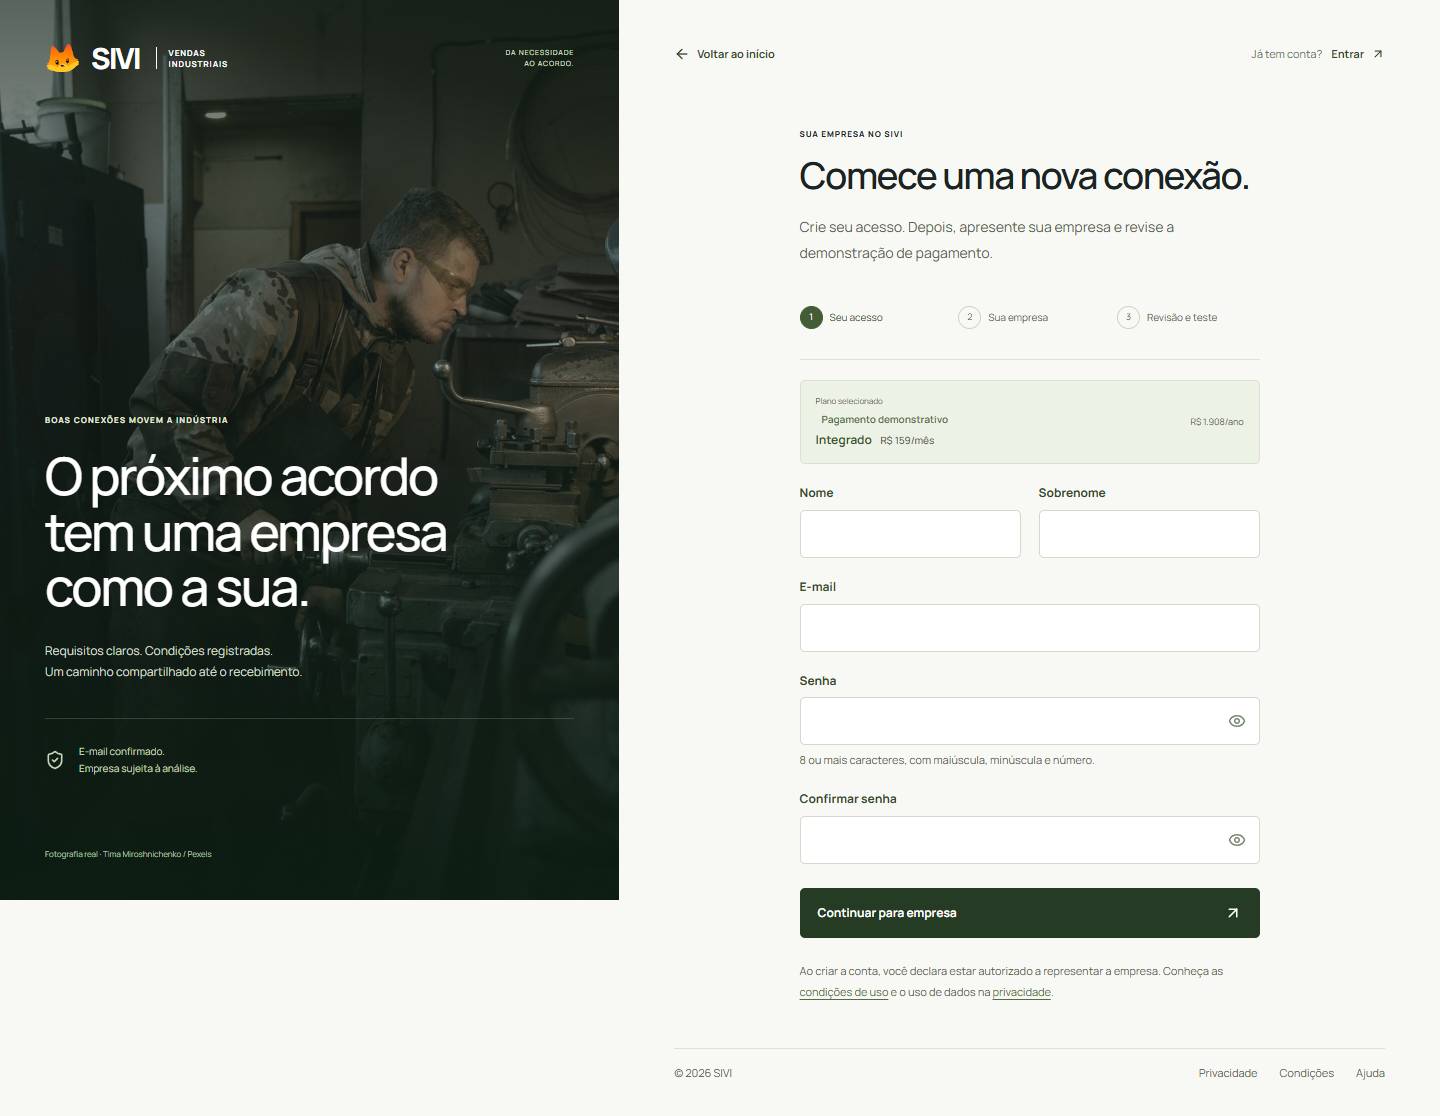 SIVI
VENDAS
INDUSTRIAIS
DA NECESSIDADE
AO ACORDO.
BOAS CONEXÕES MOVEM A INDÚSTRIA
O próximo acordo
tem uma empresa
como a sua.
Requisitos claros. Condições registradas.
Um caminho compartilhado até o recebimento.
E-mail confirmado.
Empresa sujeita à análise.
Fotografia real · Tima Miroshnichenko / Pexels
Voltar ao início
Já tem conta? Entrar
SUA EMPRESA NO SIVI
Comece uma nova conexão.
Crie seu acesso. Depois, apresente sua empresa e revise a
demonstração de pagamento.
1 Seu acesso
2 Sua empresa
3 Revisão e teste
Plano selecionado
Pagamento demonstrativo
Integrado R$ 159/mês
R$ 1.908/ano
Nome
Sobrenome
E-mail
Senha
8 ou mais caracteres, com maiúscula, minúscula e número.
Confirmar senha
Continuar para empresa
Ao criar a conta, você declara estar autorizado a representar a empresa. Conheça as
condições de uso e o uso de dados na privacidade.
© 2026 SIVI
Privacidade Condições Ajuda